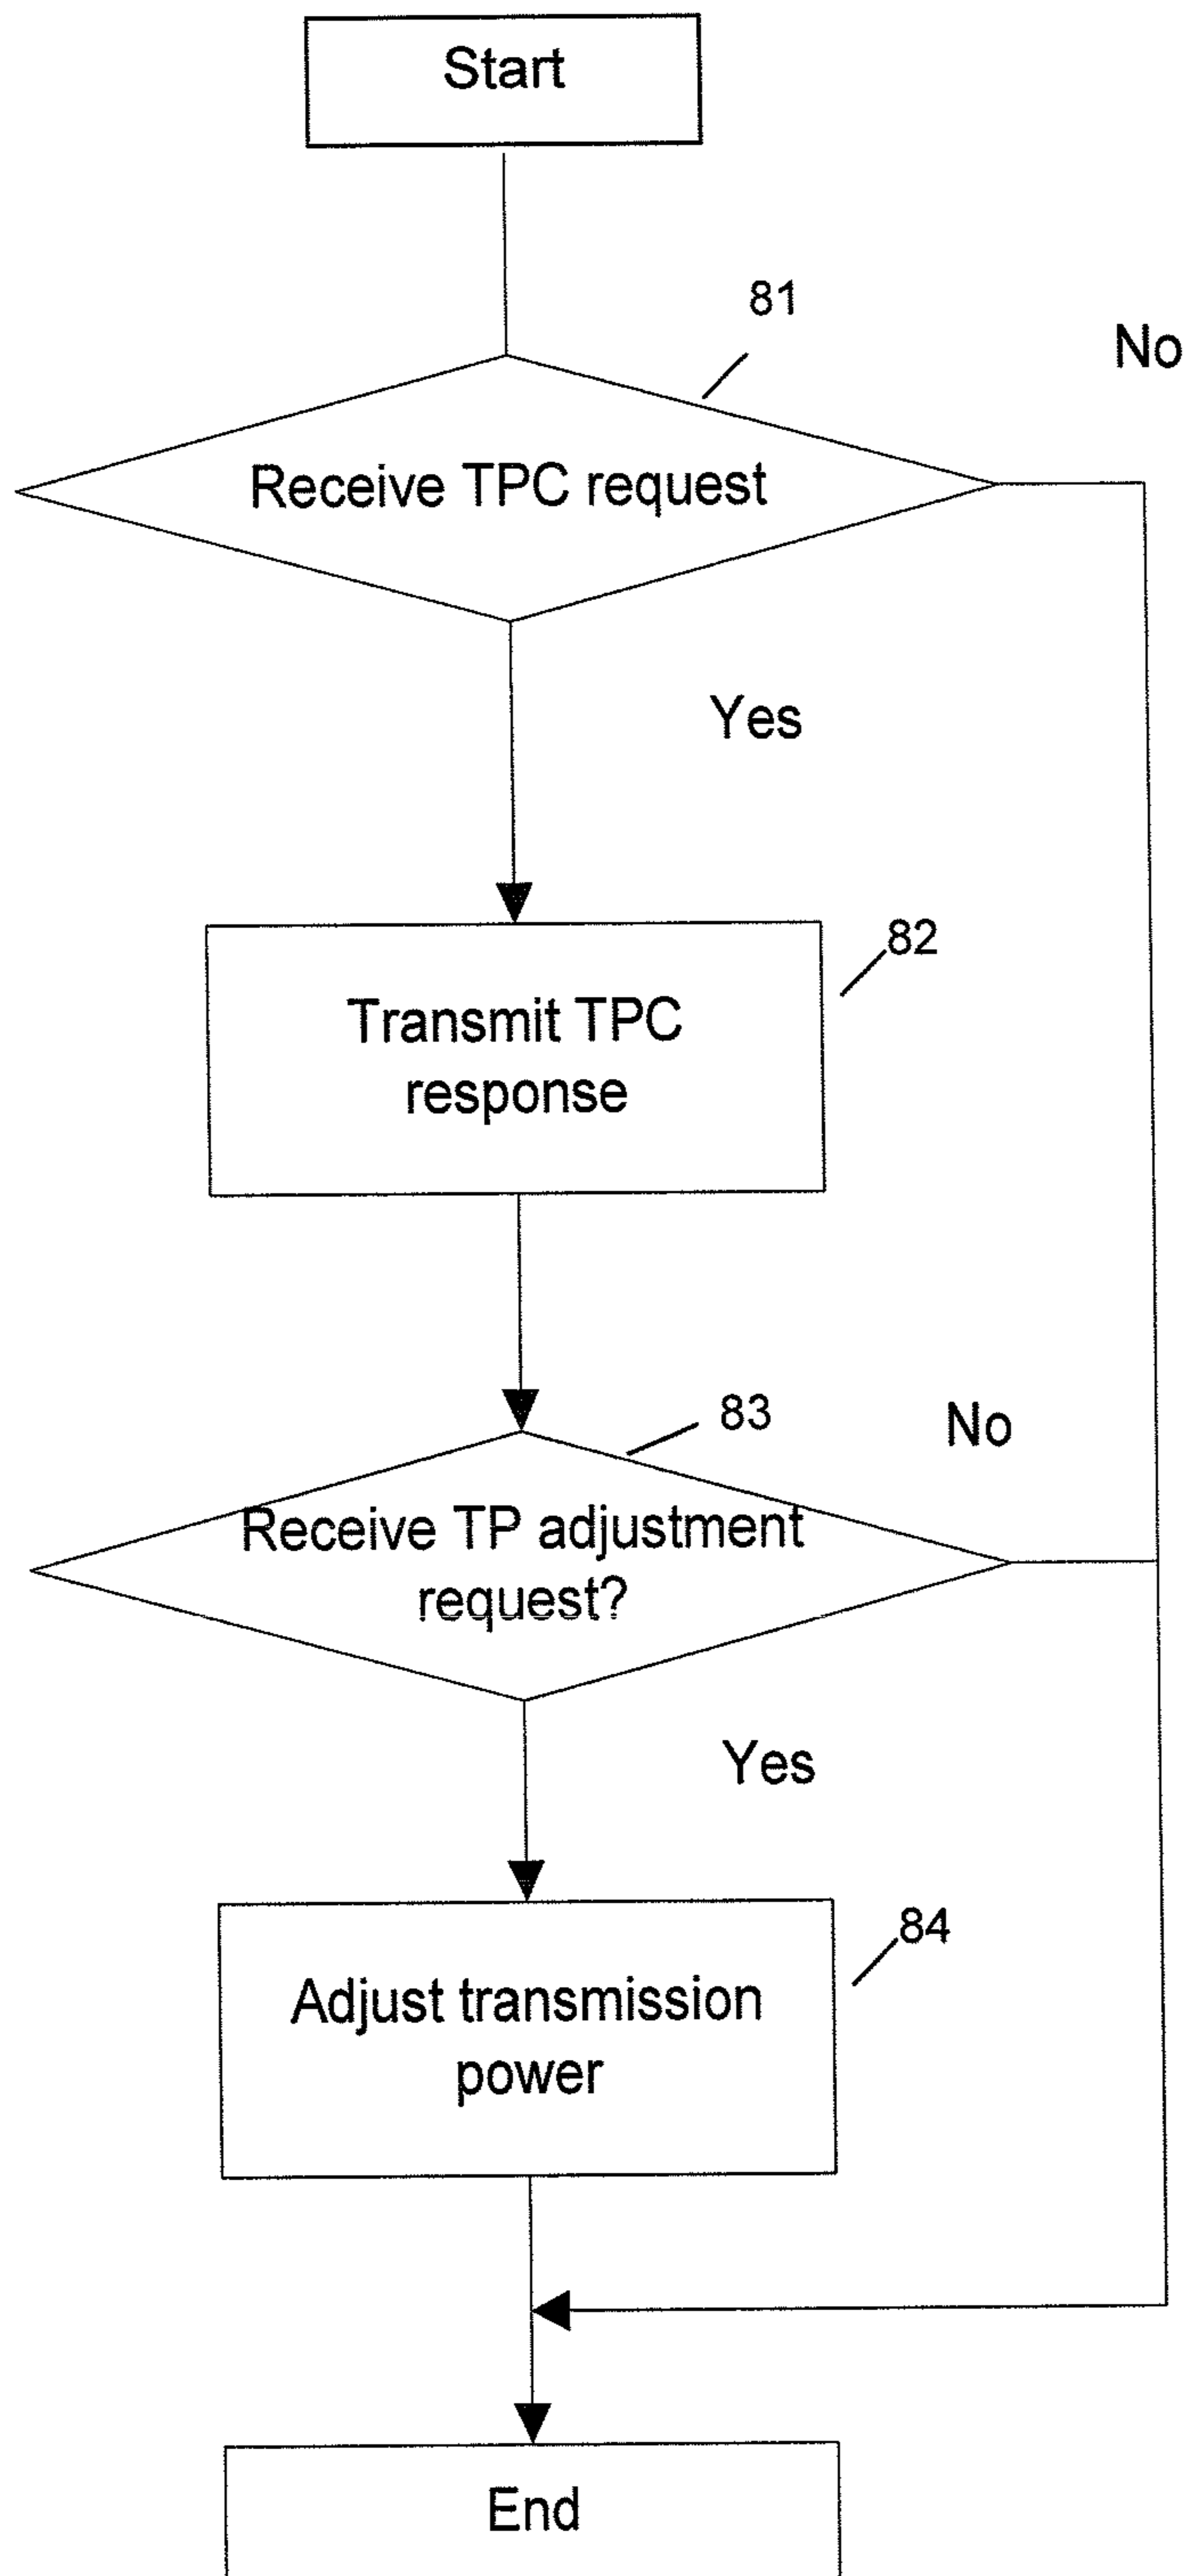 Start
81
No
Receive TPC request
Yes
82
Transmit TPC
response
83
No
Receive TP adjustment
request?
Yes
84
Adjust transmission
power
End